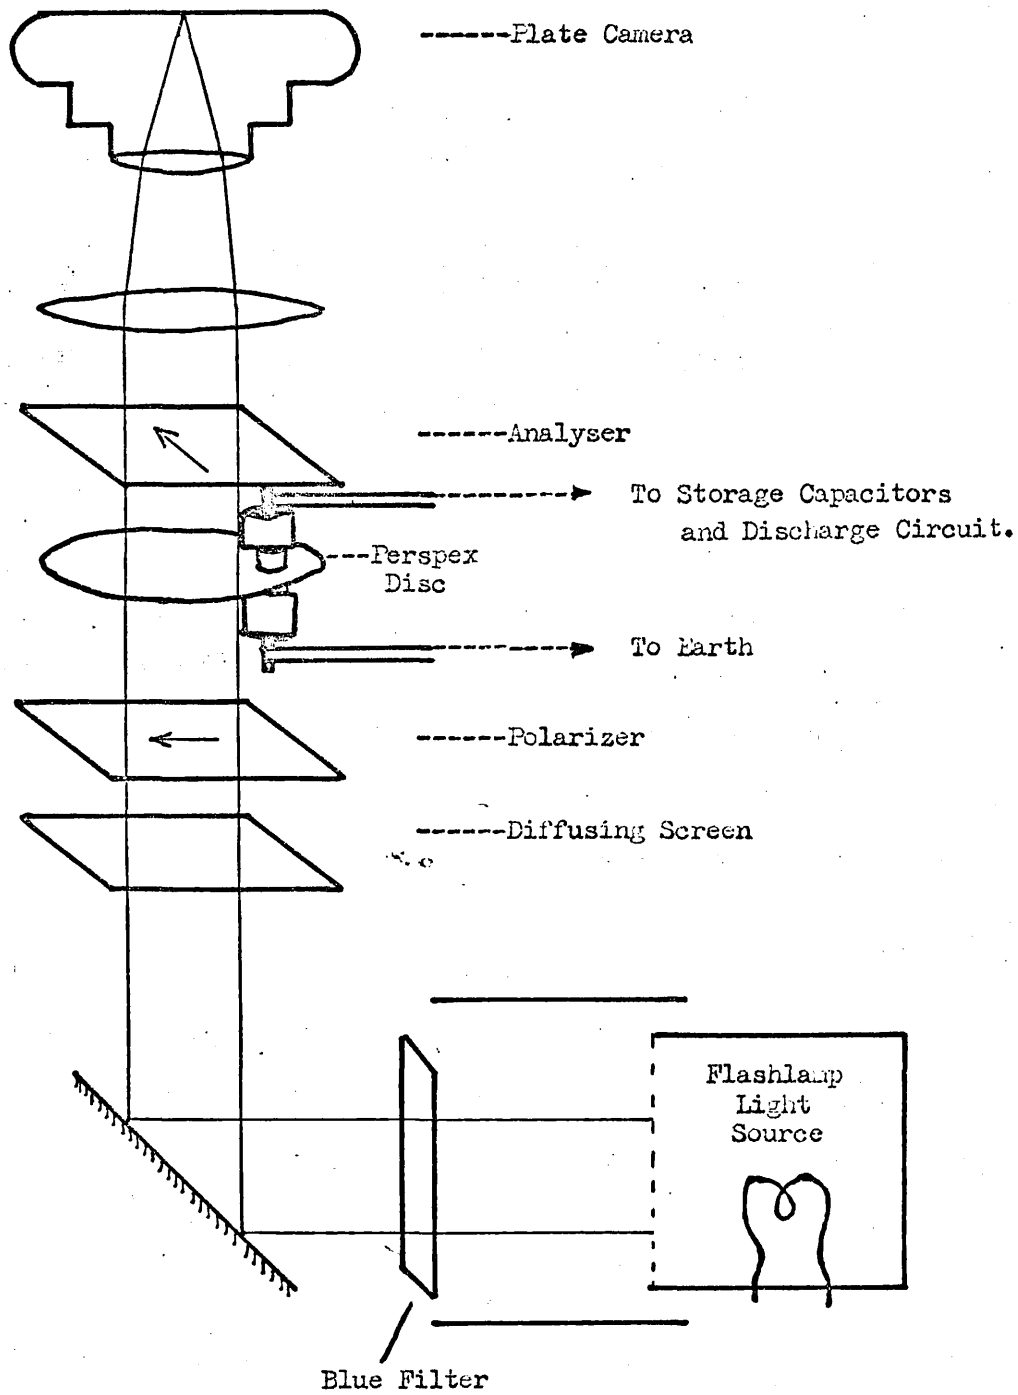 Plate Camera
Analyser
To Storage Capacitors
and Discharge Circuit.
Perspex
Disc
To Earth
Polarizer
Diffusing Screen
Flashlamp
Light
Source
Blue Filter